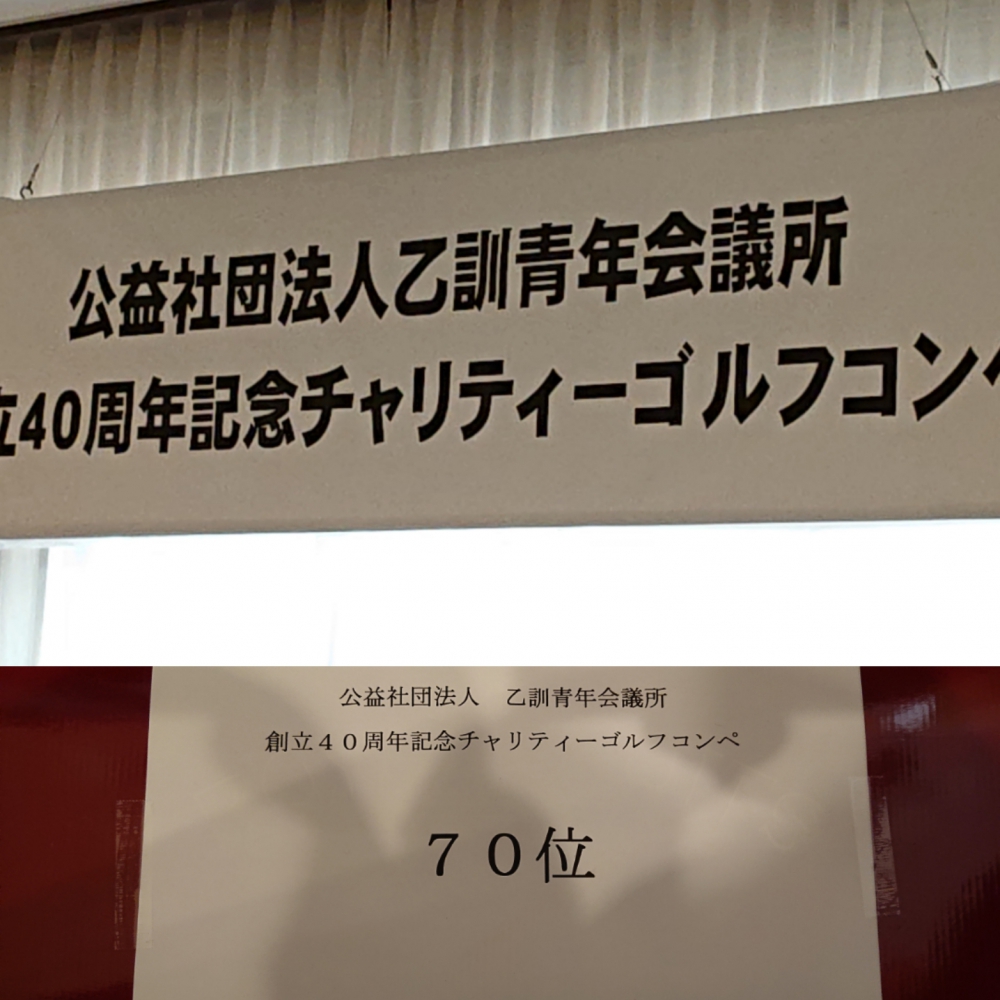 公益社団法人乙訓青年会議所
立40周年記念チャリティーゴルフコンペ
公益社団法人　乙訓青年会議所
創立４０周年記念チャリティーゴルフコンペ
７０位